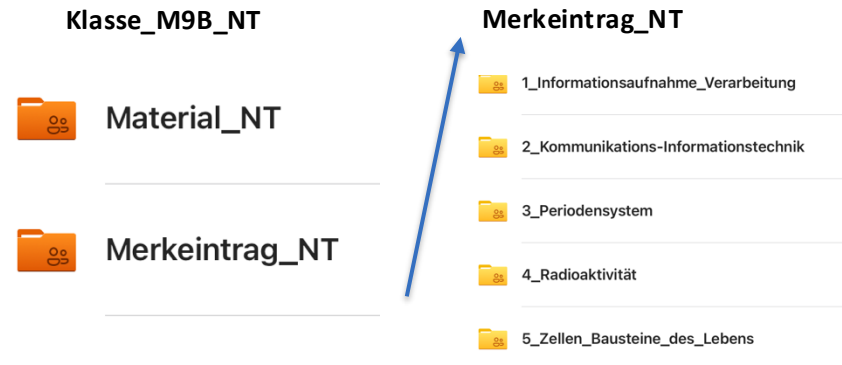 Klasse_M9B_NT
Material_NT
Merkeintrag_NT
Merkeintrag_NT
1_Informationsaufnahme_Verarbeitung
2_Kommunikations-Informationstechnik
3_Periodensystem
4_Radioaktivität
5_Zellen_Bausteine_des_Lebens